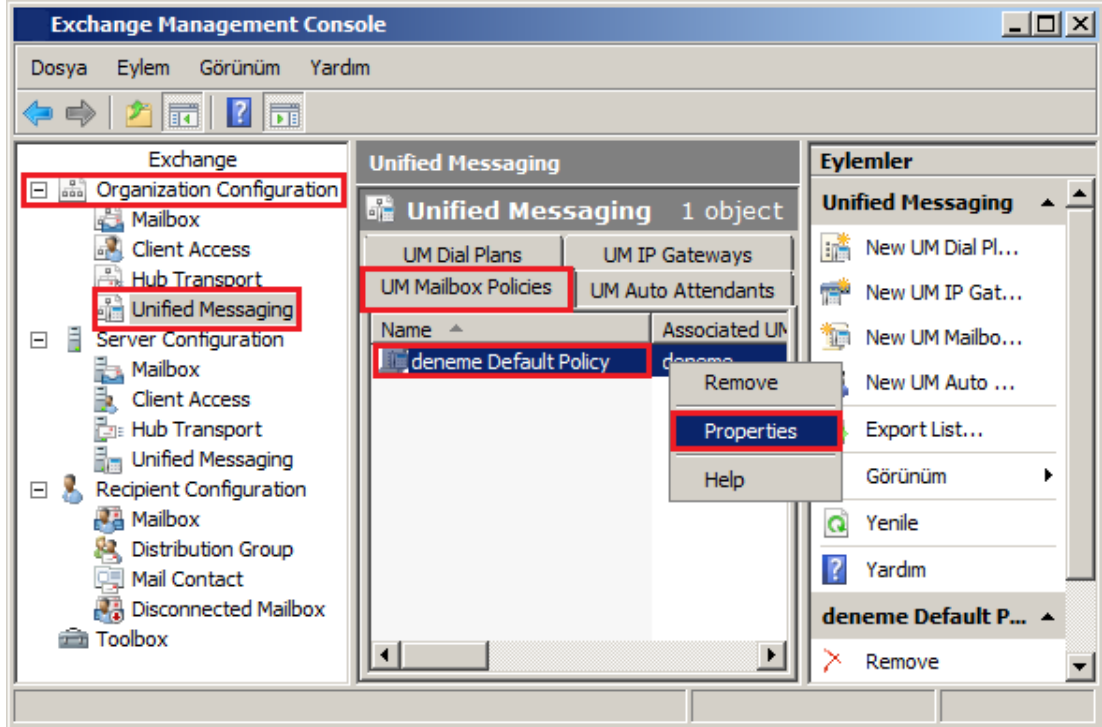 Exchange Management Console
Dosya Eylem Görünüm Yardım
Exchange
Organization Configuration
Mailbox
Client Access
Hub Transport
Unified Messaging
Server Configuration
Mailbox
Client Access
Hub Transport
Unified Messaging
Recipient Configuration
Mailbox
Distribution Group
Mail Contact
Disconnected Mailbox
Toolbox
Unified Messaging
Unified Messaging 1 object
UM Dial Plans UM IP Gateways
UM Mailbox Policies UM Auto Attendants
Name Associated UM
deneme Default Policy deneme
Remove
Properties
Help
Eylemler
Unified Messaging
New UM Dial Pl...
New UM IP Gat...
New UM Mailbo...
New UM Auto ...
Export List...
Görünüm
Yenile
Yardım
deneme Default P...
Remove